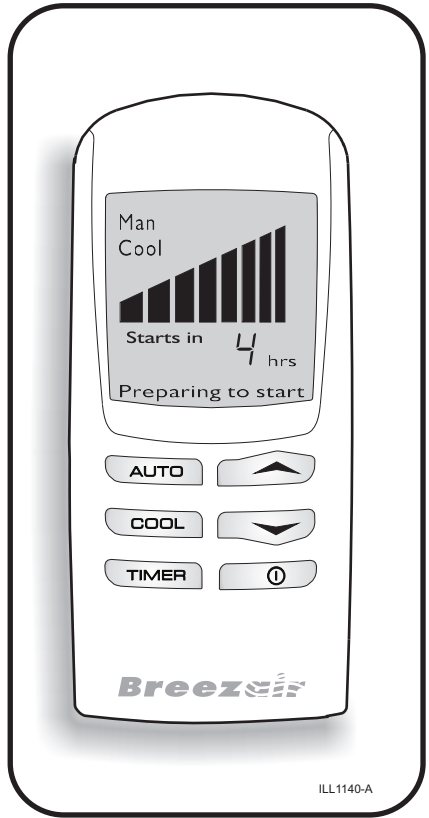 Man
Cool
Starts in 4 hrs
Preparing to start
AUTO
COOL
TIMER
Breezair
ILL1140-A